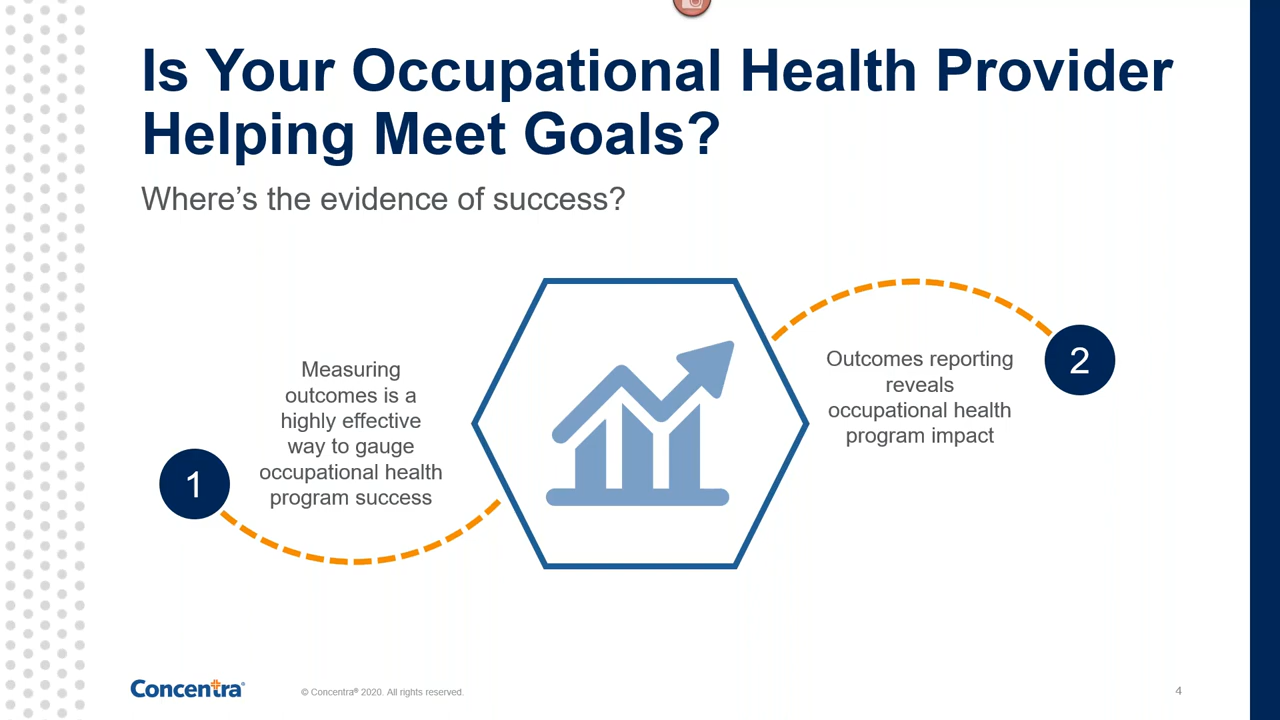 Is Your Occupational Health Provider
Helping Meet Goals?
Where’s the evidence of success?
Measuring
outcomes is a
highly effective
way to gauge
occupational health
program success
1
Outcomes reporting
reveals
occupational health
program impact
2
Concentra®
© Concentra® 2020. All rights reserved.
4